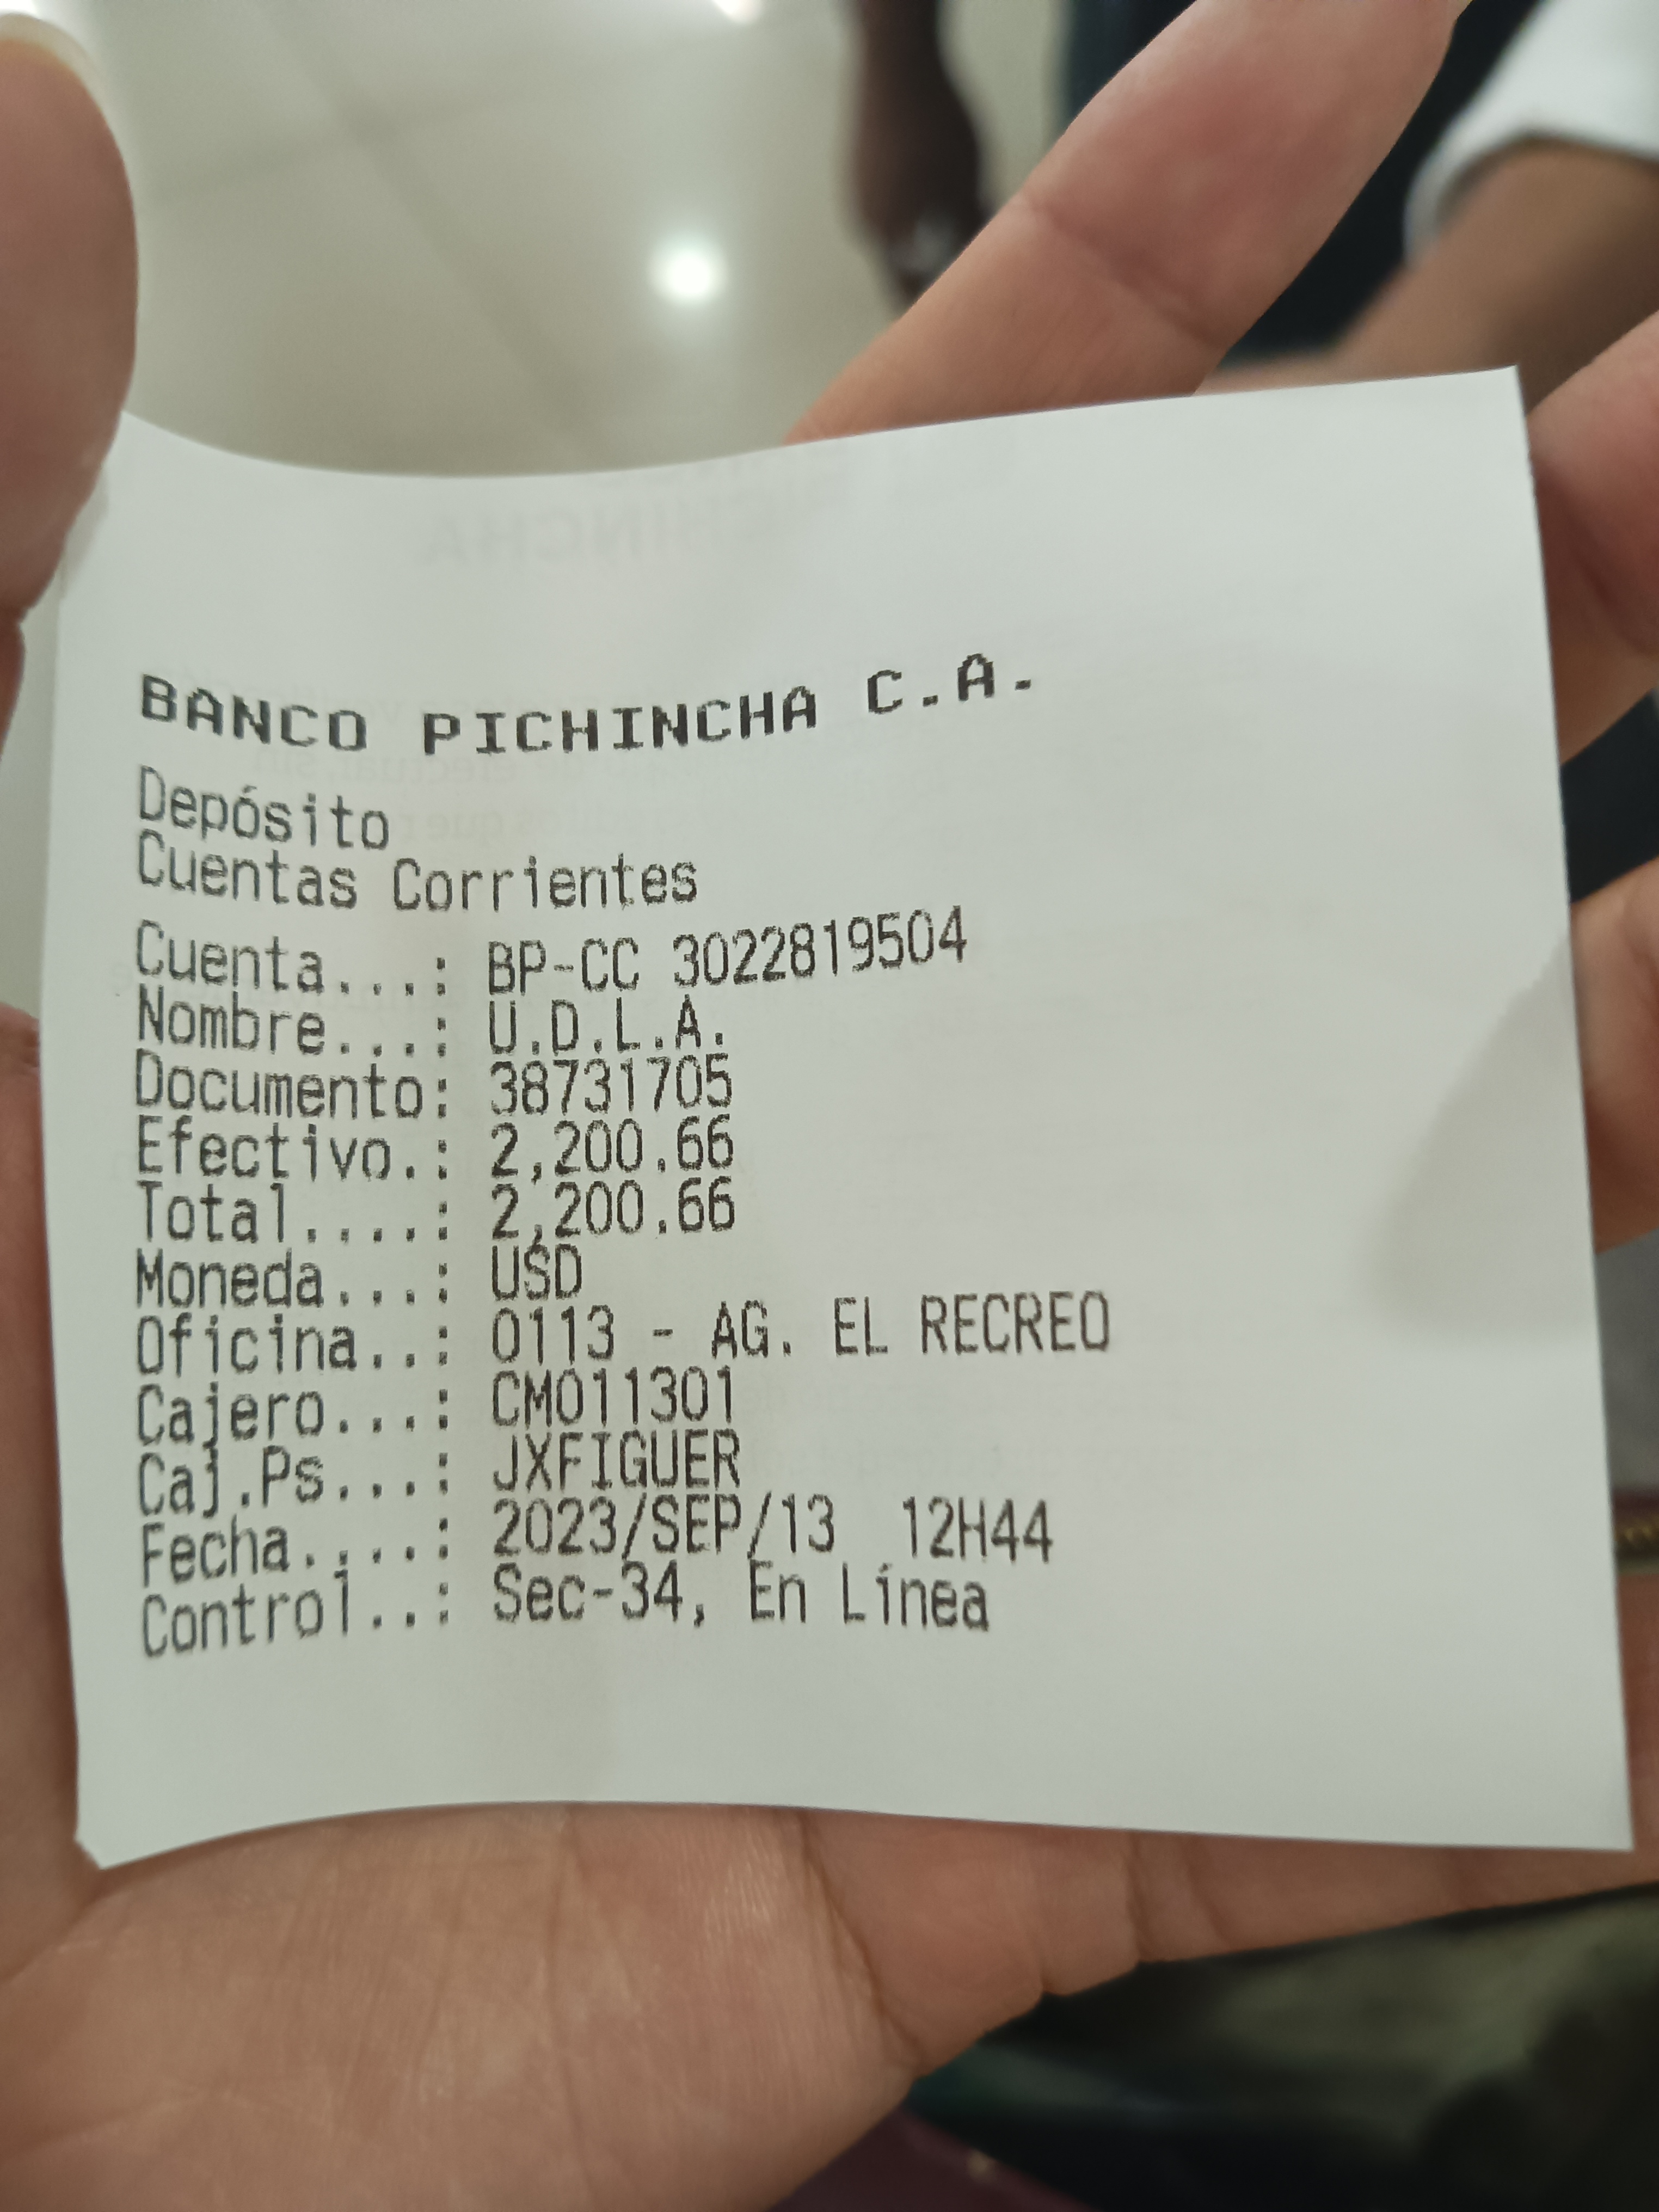 BANCO PICHINCHA C.A.
Depósito
Cuentas Corrientes
Cuenta...: BP-CC 3022819504
Nombre...: U.D.L.A.
Documento: 38731705
Efectivo.: 2,200.66
Total....: 2,200.66
Moneda...: USD
Oficina..: 0113 - AG. EL RECREO
Cajero...: CM011301
Caj.Ps...: JXFIGUER
Fecha....: 2023/SEP/13 12H44
Control..: Sec-34, En Línea